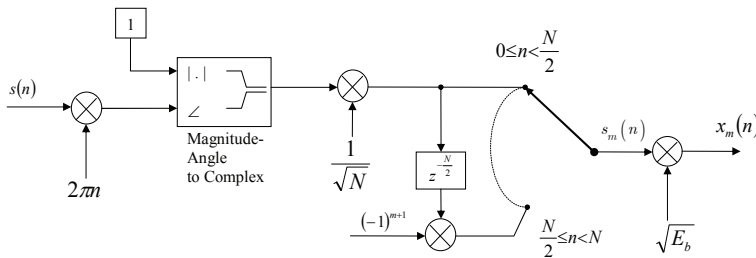 1
0≤n<N/2
s(n)
| . |
∠
s_m(n)
x_m(n)
Magnitude-
Angle
to Complex
2πn
1/√N
z^{-N/2}
(−1)^{m+1}
N/2≤n<N
√E_b